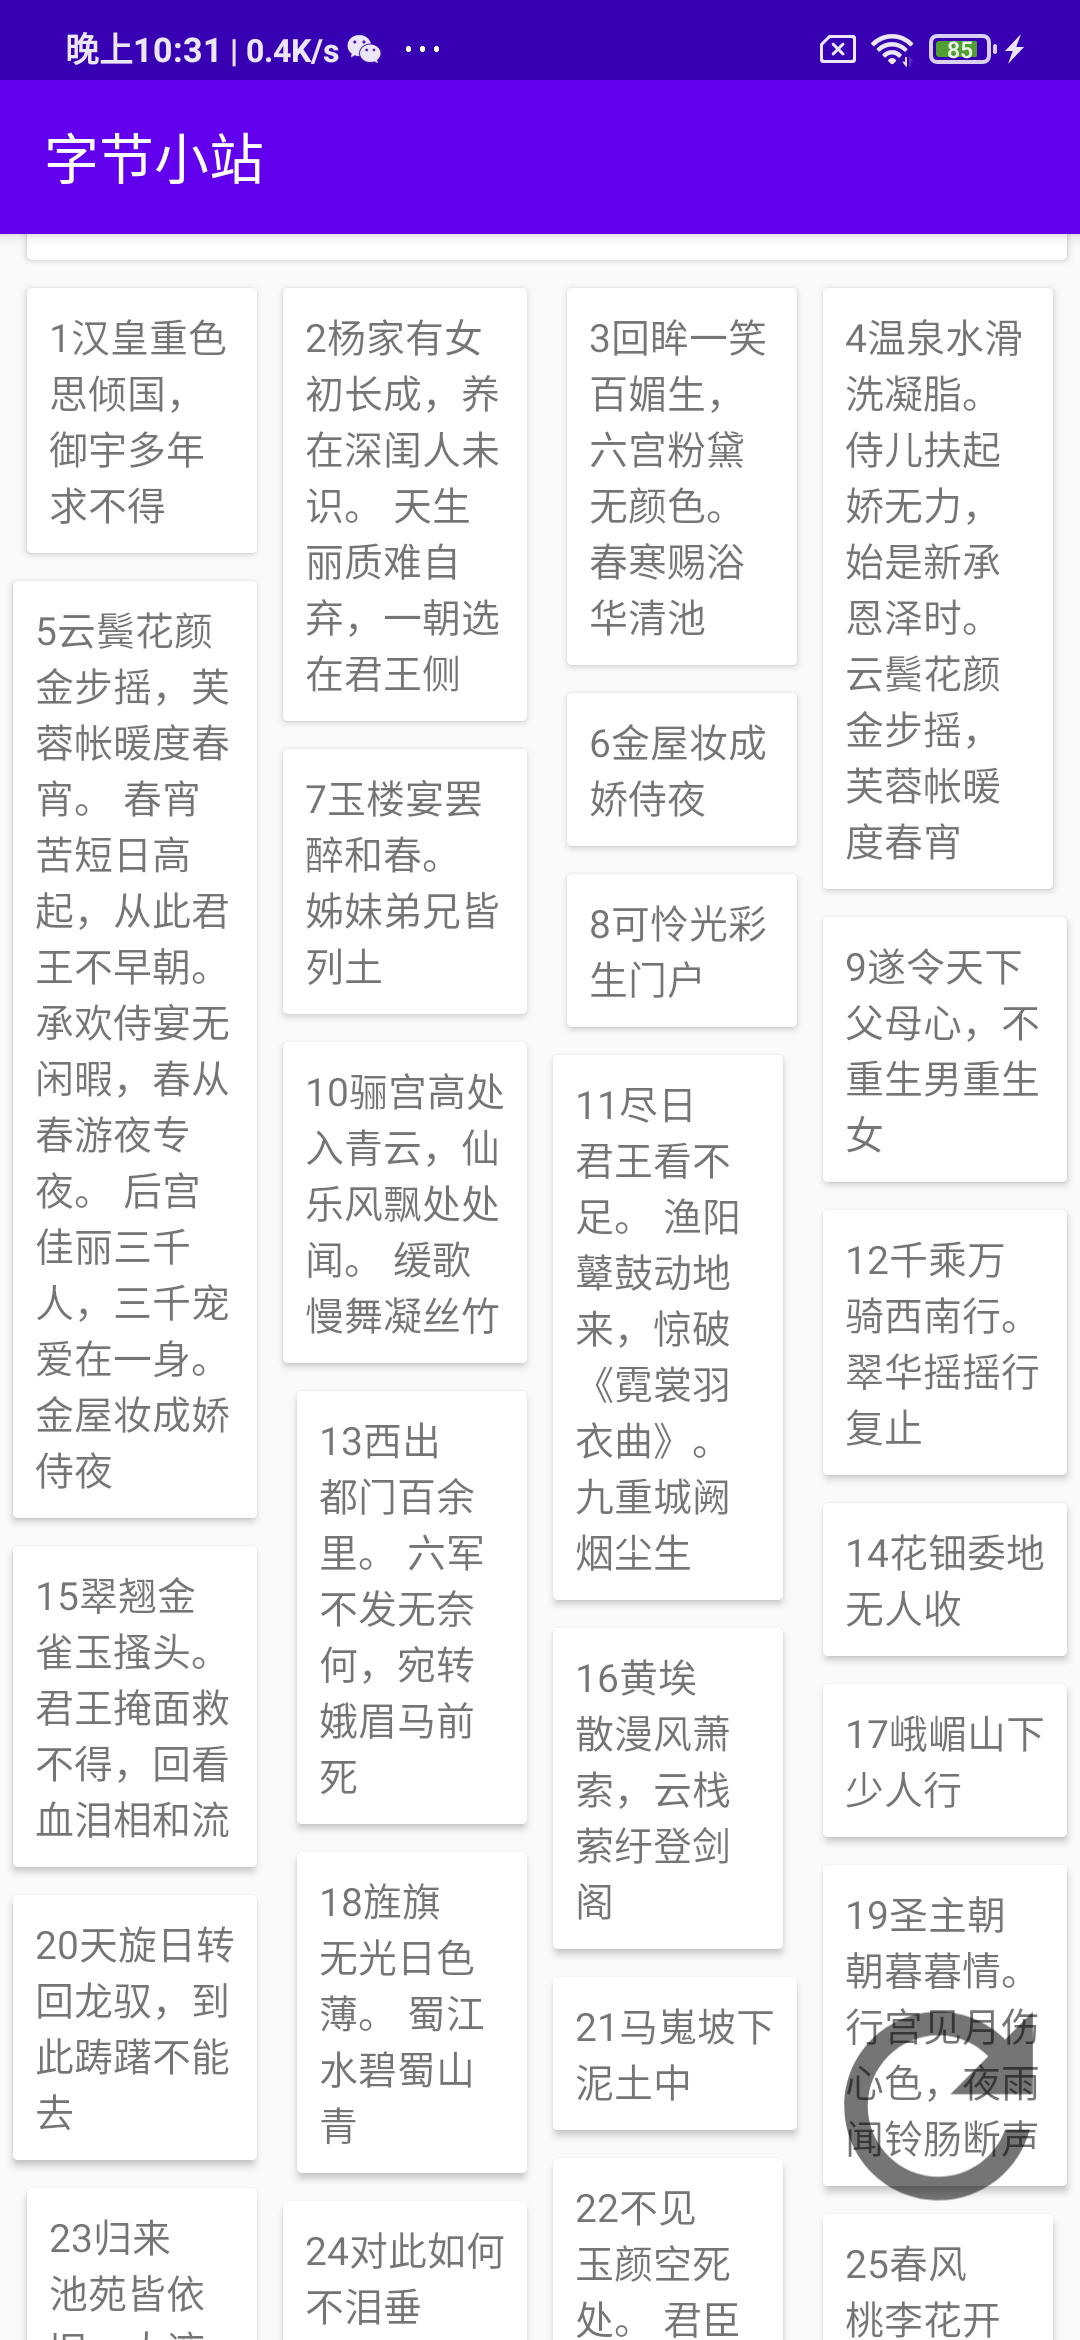 晚上10:31 | 0.4K/s
85
字节小站
1汉皇重色
思倾国，
御宇多年
求不得
2杨家有女
初长成，养
在深闺人未
识。 天生
丽质难自
弃，一朝选
在君王侧
3回眸一笑
百媚生，
六宫粉黛
无颜色。
春寒赐浴
华清池
4温泉水滑
洗凝脂。
侍儿扶起
娇无力，
始是新承
恩泽时。
云鬓花颜
金步摇，
芙蓉帐暖
度春宵
5云鬓花颜
金步摇，芙
蓉帐暖度春
宵。 春宵
苦短日高
起，从此君
王不早朝。
承欢侍宴无
闲暇，春从
春游夜专
夜。 后宫
佳丽三千
人，三千宠
爱在一身。
金屋妆成娇
侍夜
6金屋妆成
娇侍夜
7玉楼宴罢
醉和春。
姊妹弟兄皆
列土
8可怜光彩
生门户
9遂令天下
父母心，不
重生男重生
女
10骊宫高处
入青云，仙
乐风飘处处
闻。 缓歌
慢舞凝丝竹
11尽日
君王看不
足。 渔阳
鼙鼓动地
来，惊破
《霓裳羽
衣曲》。
九重城阙
烟尘生
12千乘万
骑西南行。
翠华摇摇行
复止
13西出
都门百余
里。 六军
不发无奈
何，宛转
娥眉马前
死
14花钿委地
无人收
15翠翘金
雀玉搔头。
君王掩面救
不得，回看
血泪相和流
16黄埃
散漫风萧
索，云栈
萦纡登剑
阁
17峨嵋山下
少人行
18旌旗
无光日色
薄。 蜀江
水碧蜀山
青
19圣主朝
朝暮暮情。
行宫见月伤
心色，夜雨
闻铃肠断声
20天旋日转
回龙驭，到
此踌躇不能
去
21马嵬坡下
泥土中
22不见
玉颜空死
处。 君臣
23归来
池苑皆依
24对此如何
不泪垂
25春风
桃李花开